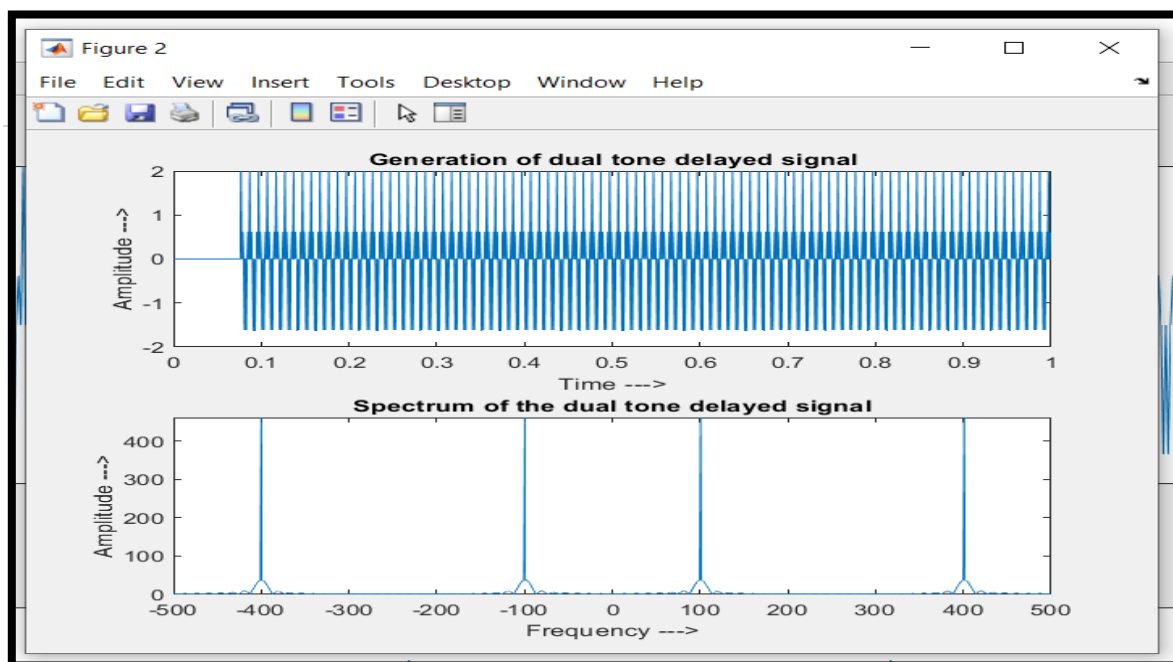 Figure 2
File Edit View Insert Tools Desktop Window Help
Generation of dual tone delayed signal
2
1
0
-1
-2
Amplitude --->
0 0.1 0.2 0.3 0.4 0.5 0.6 0.7 0.8 0.9 1
Time --->
Spectrum of the dual tone delayed signal
400
300
200
100
0
Amplitude --->
-500 -400 -300 -200 -100 0 100 200 300 400 500
Frequency --->